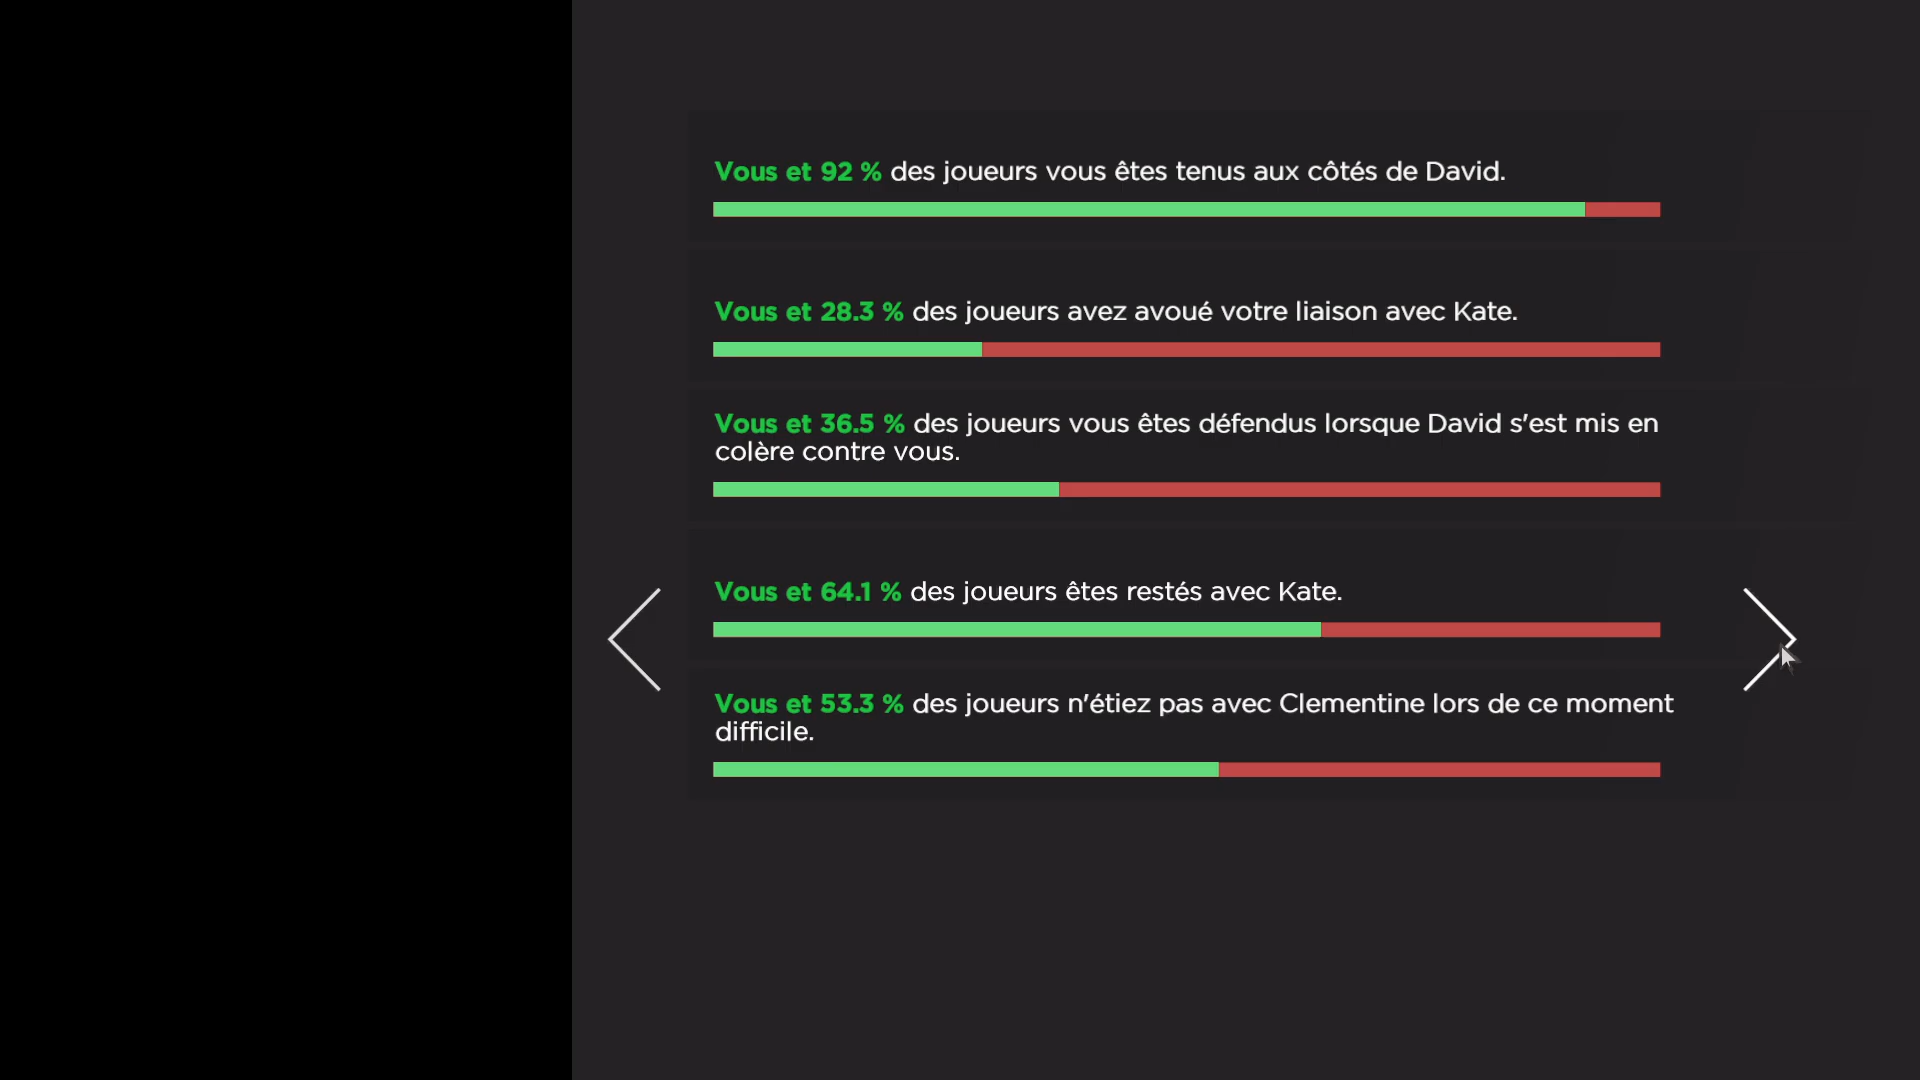 Vous et 92 % des joueurs vous êtes tenus aux côtés de David.
Vous et 28.3 % des joueurs avez avoué votre liaison avec Kate.
Vous et 36.5 % des joueurs vous êtes défendus lorsque David s'est mis en
colère contre vous.
Vous et 64.1 % des joueurs êtes restés avec Kate.
Vous et 53.3 % des joueurs n'étiez pas avec Clementine lors de ce moment
difficile.